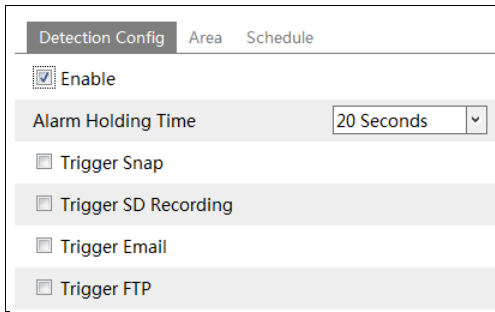 Detection Config Area Schedule
Enable
Alarm Holding Time 20 Seconds
Trigger Snap
Trigger SD Recording
Trigger Email
Trigger FTP